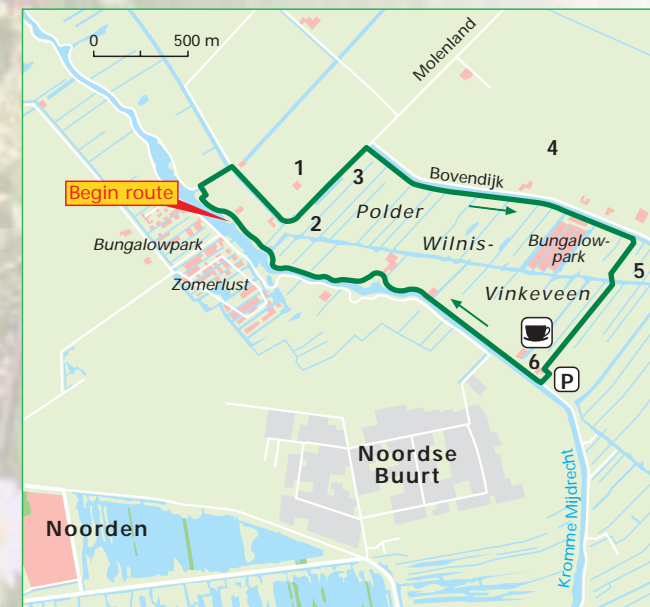 0
500 m
Molenland
1
4
3
Bovendijk
Begin route
2
Polder
Bungalowpark
Wilnis-
Bungalow-
park
5
Zomerlust
Vinkeveen
6
P
Noordse
Buurt
Kromme Mijdrecht
Noorden